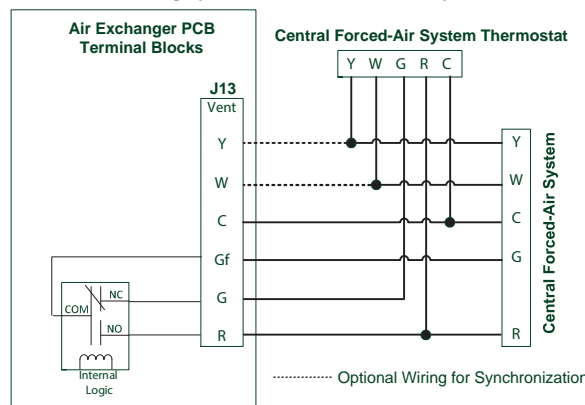 Air Exchanger PCB
Terminal Blocks
Central Forced-Air System Thermostat
Y W G R C
J13
Vent
Y
W
C
Gf
G
R
NC
COM
NO
Internal
Logic
Y
W
C
G
R
Central Forced-Air System
Optional Wiring for Synchronization